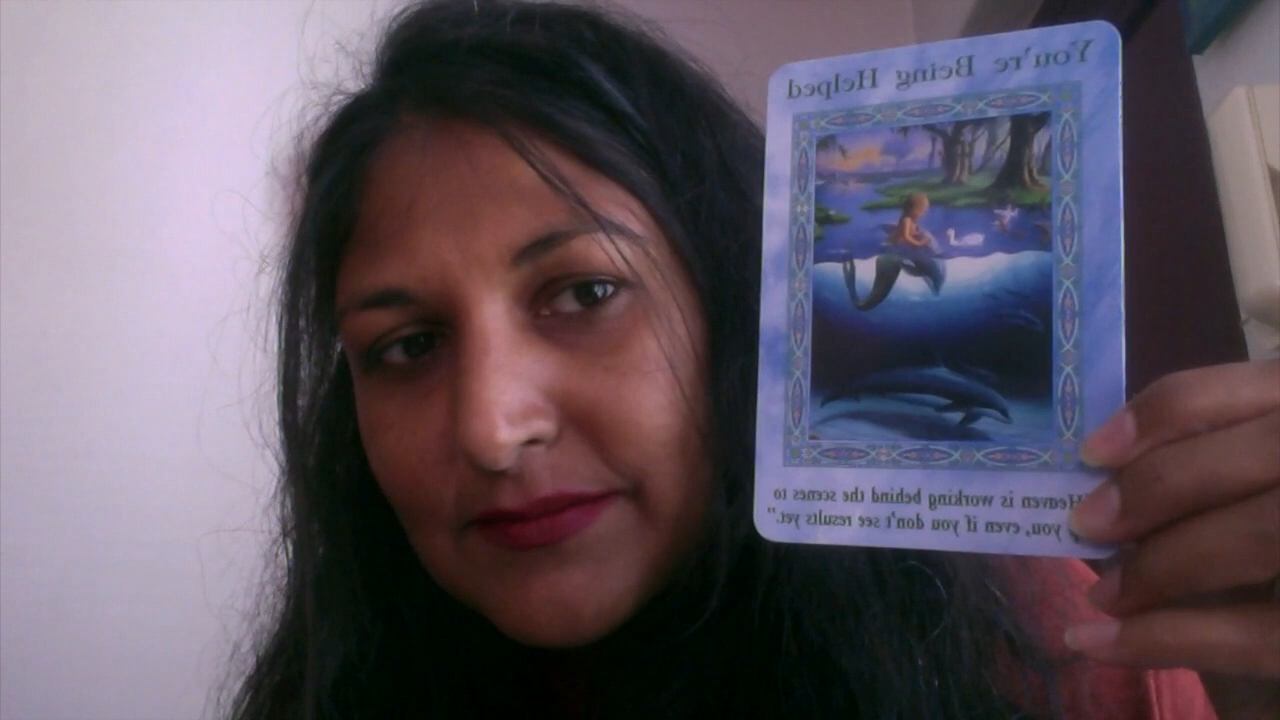 You're Being Helped
Heaven is working behind the scenes to
you, even if you don't see results yet."